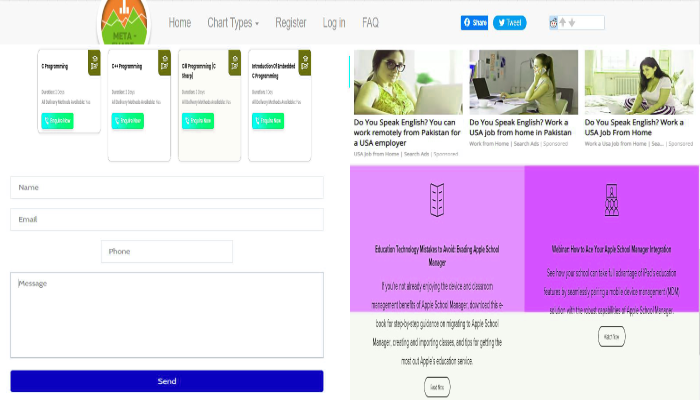 META -
Home
Chart Types
Register
Log in
FAQ
Share
Tweet
C Programming
Duration: 2 Days
All Delivery Methods Available: Yes
Enquire Now
C++ Programming
Duration: 3 Days
All Delivery Methods Available: Yes
Enquire Now
C# Programming (C
Sharp)
Duration: 3 Days
All Delivery Methods Available: Yes
Enquire Now
Introduction Of Embedded
C Programming
Duration: 1 Day
All Delivery Methods Available: Yes
Enquire Now
Do You Speak English? You can
work remotely from Pakistan for
a USA employer
USA Job from Home | Search Ads | Sponsored
Do You Speak English? Work a
USA job from home in Pakistan
Work from Home | Search Ads | Sponsored
Do You Speak English? Work a
USA Job From Home
Work a Usa Job from Home | Sea... | Sponsored
Name
Email
Phone
Message
Send
Education Technology Mistakes to Avoid: Evading Apple School
Manager
If you're not already enjoying the device and classroom
management benefits of Apple School Manager, download this e-
book for step-by-step guidance on migrating to Apple School
Manager, creating and importing classes, and tips for getting the
most out Apple's education service.
Read More
Webinar: How to Ace Your Apple School Manager Integration
See how your school can take full advantage of iPad's education
features by seamlessly pairing a mobile device management (MDM)
solution with the robust capabilities of Apple School Manager.
Watch Now